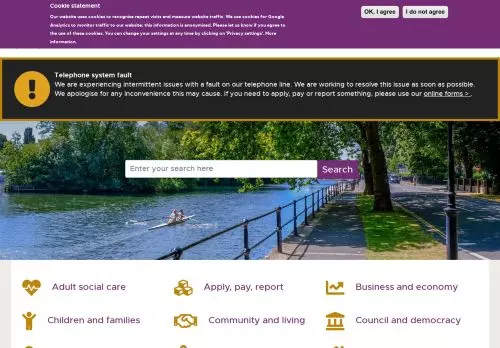 Cookie statement
Our website uses cookies to recognise repeat visits and measure website traffic. We use cookies for Google
Analytics to monitor traffic to our website; this information is anonymised. Please let us know if you agree to
the use of these cookies. You can change your settings at any time by clicking on 'Privacy settings'. More
information.
OK, I agree
I do not agree
Telephone system fault
We are experiencing intermittent issues with a fault on our telephone line. We are working to resolve this issue as soon as possible.
We apologise for any inconvenience this may cause. If you need to apply, pay or report something, please use our online forms > .
Enter your search here
Search
Adult social care
Apply, pay, report
Business and economy
Children and families
Community and living
Council and democracy